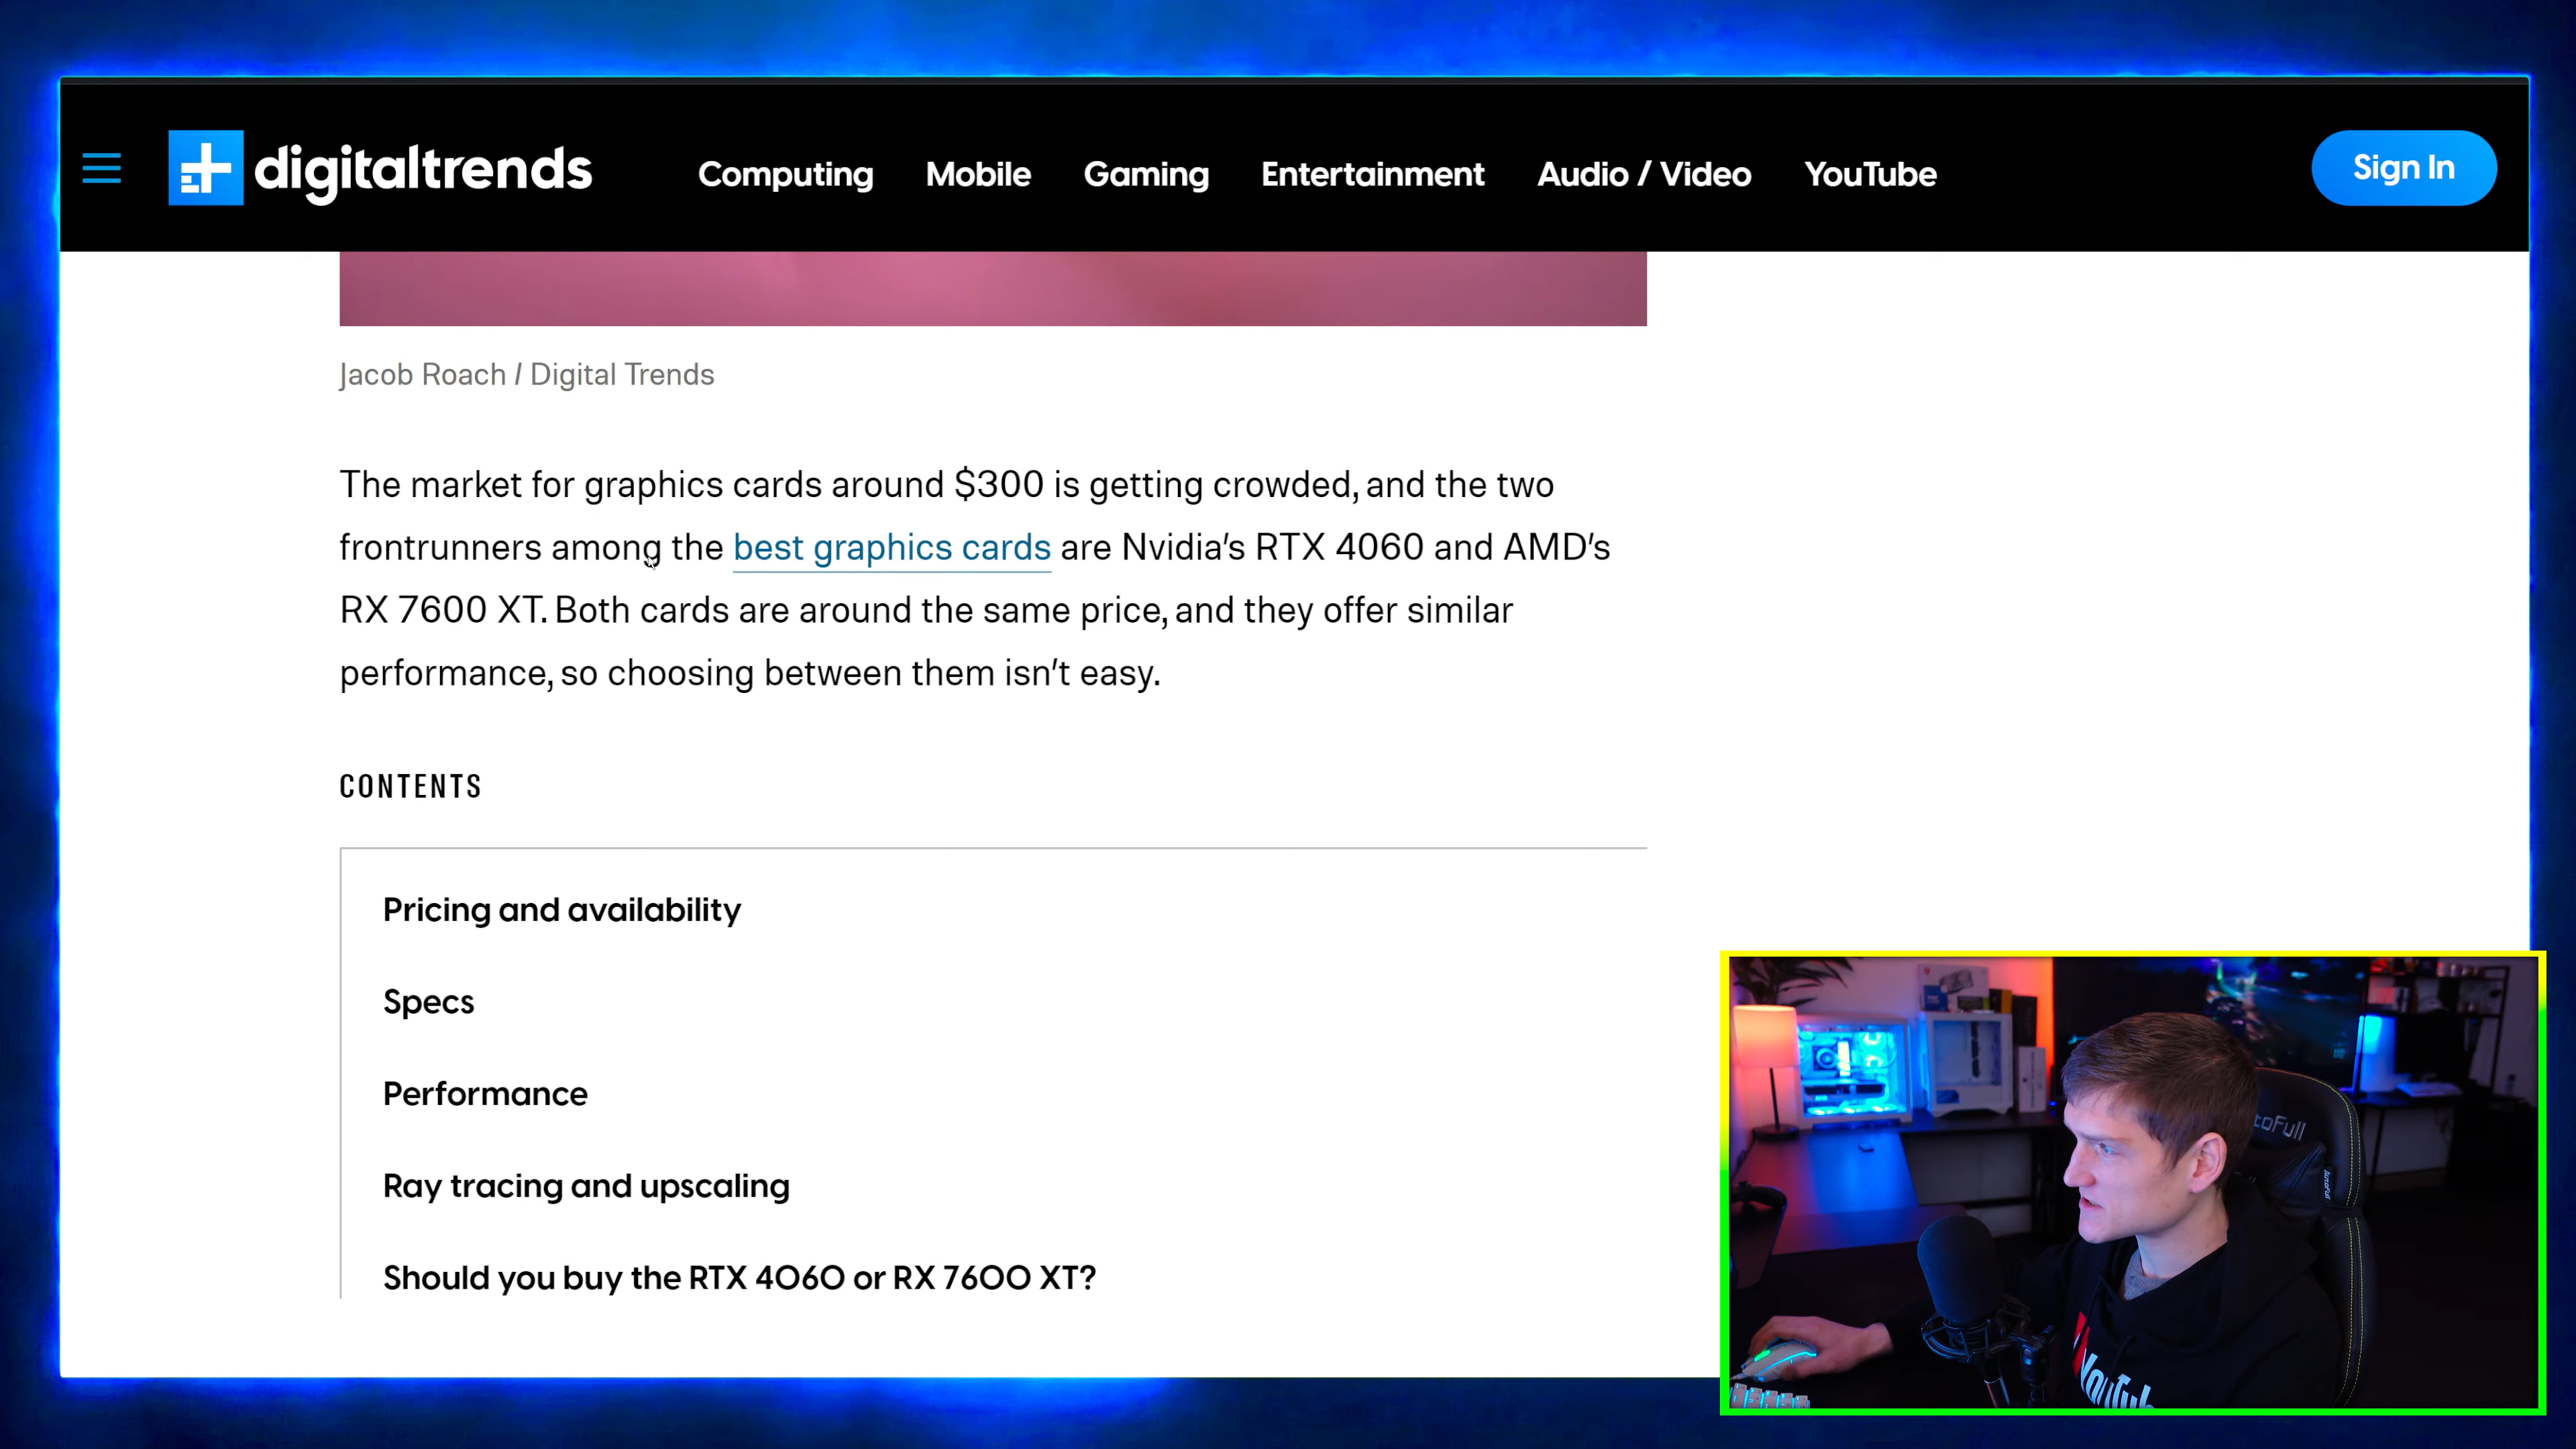 digitaltrends
Computing
Mobile
Gaming
Entertainment
Audio / Video
YouTube
Sign In
Jacob Roach / Digital Trends
The market for graphics cards around $300 is getting crowded, and the two
frontrunners among the best graphics cards are Nvidia’s RTX 4060 and AMD’s
RX 7600 XT. Both cards are around the same price, and they offer similar
performance, so choosing between them isn’t easy.
CONTENTS
Pricing and availability
Specs
Performance
Ray tracing and upscaling
Should you buy the RTX 4060 or RX 7600 XT?